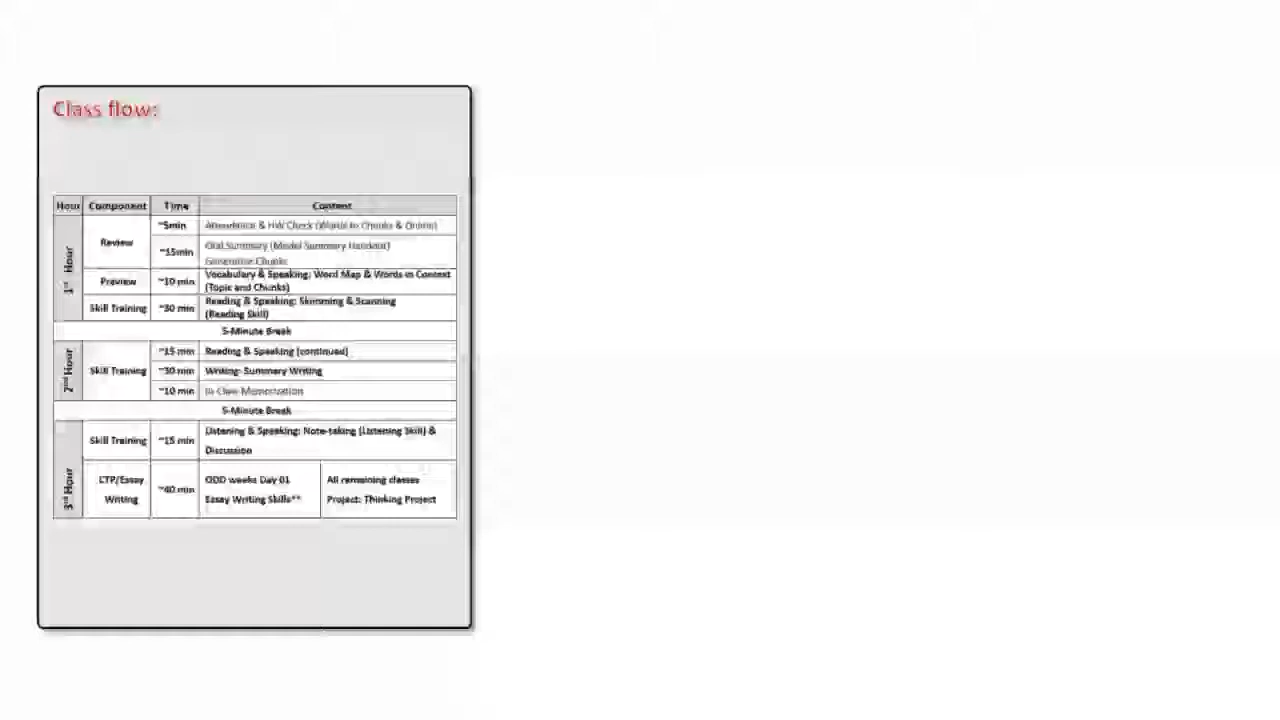 Class flow:
Hour Component Time Content
1st Hour
Review
~5min Attendance & HW Check (Words to Chunks & Online)
~15min Oral Summary (Model Summary Handout)
Generative Chunks
Preview ~10 min Vocabulary & Speaking: Word Map & Words in Context
(Topic and Chunks)
Skill Training ~30 min Reading & Speaking: Skimming & Scanning
(Reading Skill)
5-Minute Break
2nd Hour
Skill Training
~15 min Reading & Speaking (continued)
~30 min Writing: Summary Writing
~10 min In-Class Memorization
5-Minute Break
3rd Hour
Skill Training ~15 min Listening & Speaking: Note-taking (Listening Skill) &
Discussion
CTP/Essay
Writing
~40 min
ODD weeks Day 01
Essay Writing Skills**
All remaining classes
Project: Thinking Project